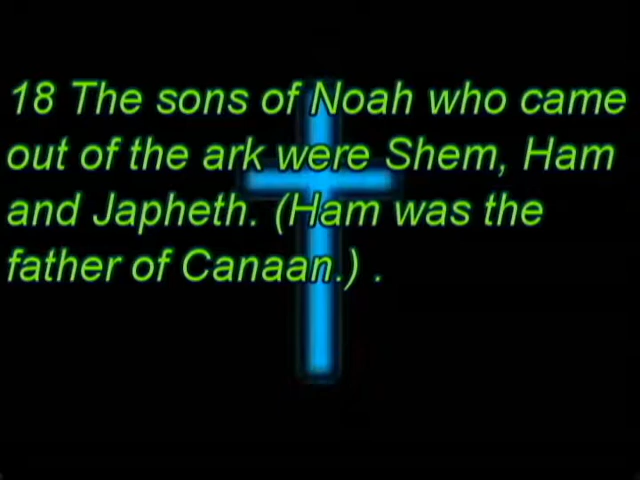 18 The sons of Noah who came
out of the ark were Shem, Ham
and Japheth. (Ham was the
father of Canaan.) .